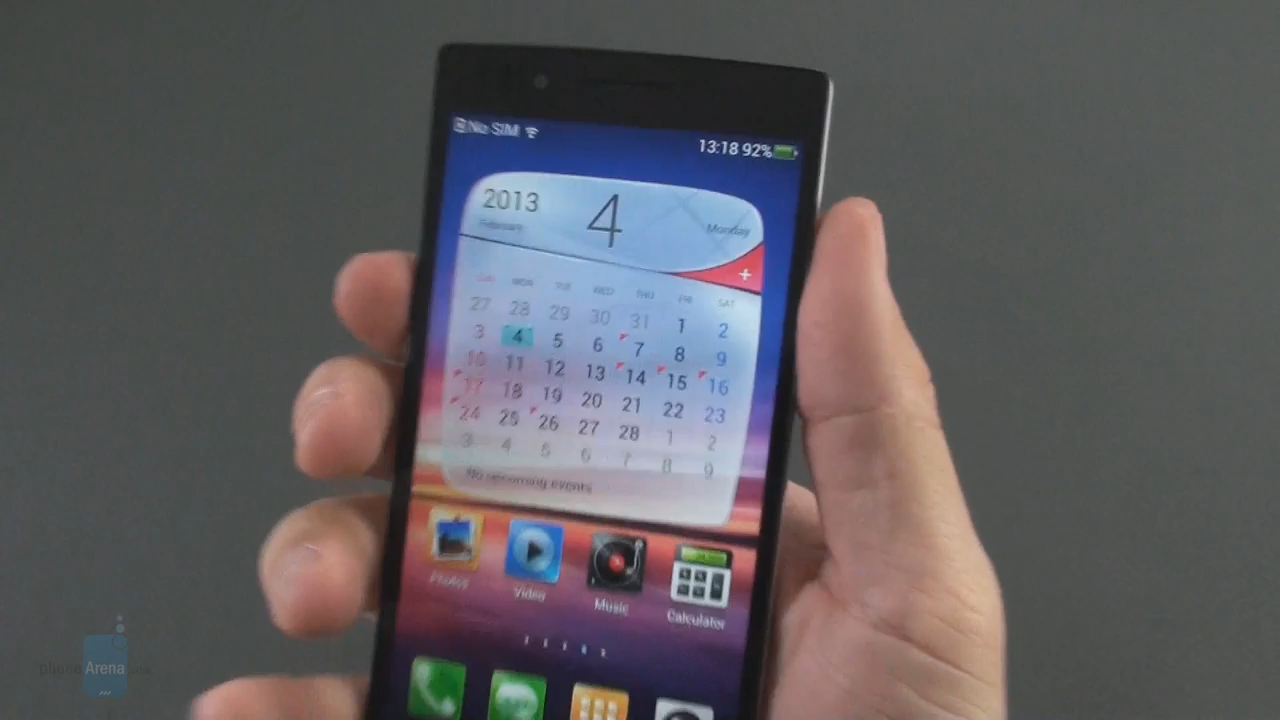 No SIM
13:18 92%
2013 4
February Monday
+
SUN MON TUE WED THU FRI SAT
27 28 29 30 31 1 2
3 4 5 6 7 8 9
10 11 12 13 14 15 16
17 18 19 20 21 22 23
24 25 26 27 28 1 2
3 4 5 6 7 8 9
No upcoming events
Photos Video Music Calculator
phoneArena